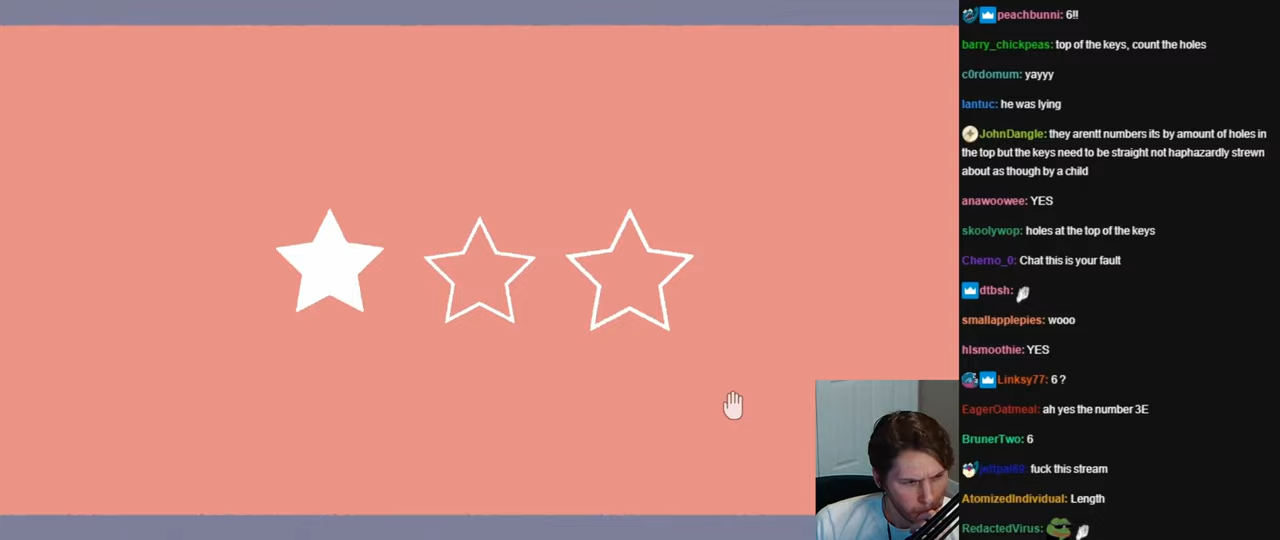 peachbunni: 6!!
barry_chickpeas: top of the keys, count the holes
c0rdomum: yayyy
lantuc: he was lying
JohnDangle: they arentt numbers its by amount of holes in
the top but the keys need to be straight not haphazardly strewn
about as though by a child
anawoowee: YES
skoolywop: holes at the top of the keys
Cherno_0: Chat this is your fault
dtbsh:
smallapplepies: wooo
hlsmoothie: YES
Linksy77: 6 ?
EagerOatmeal: ah yes the number 3E
BrunerTwo: 6
jettpal69: fuck this stream
AtomizedIndividual: Length
RedactedVirus: